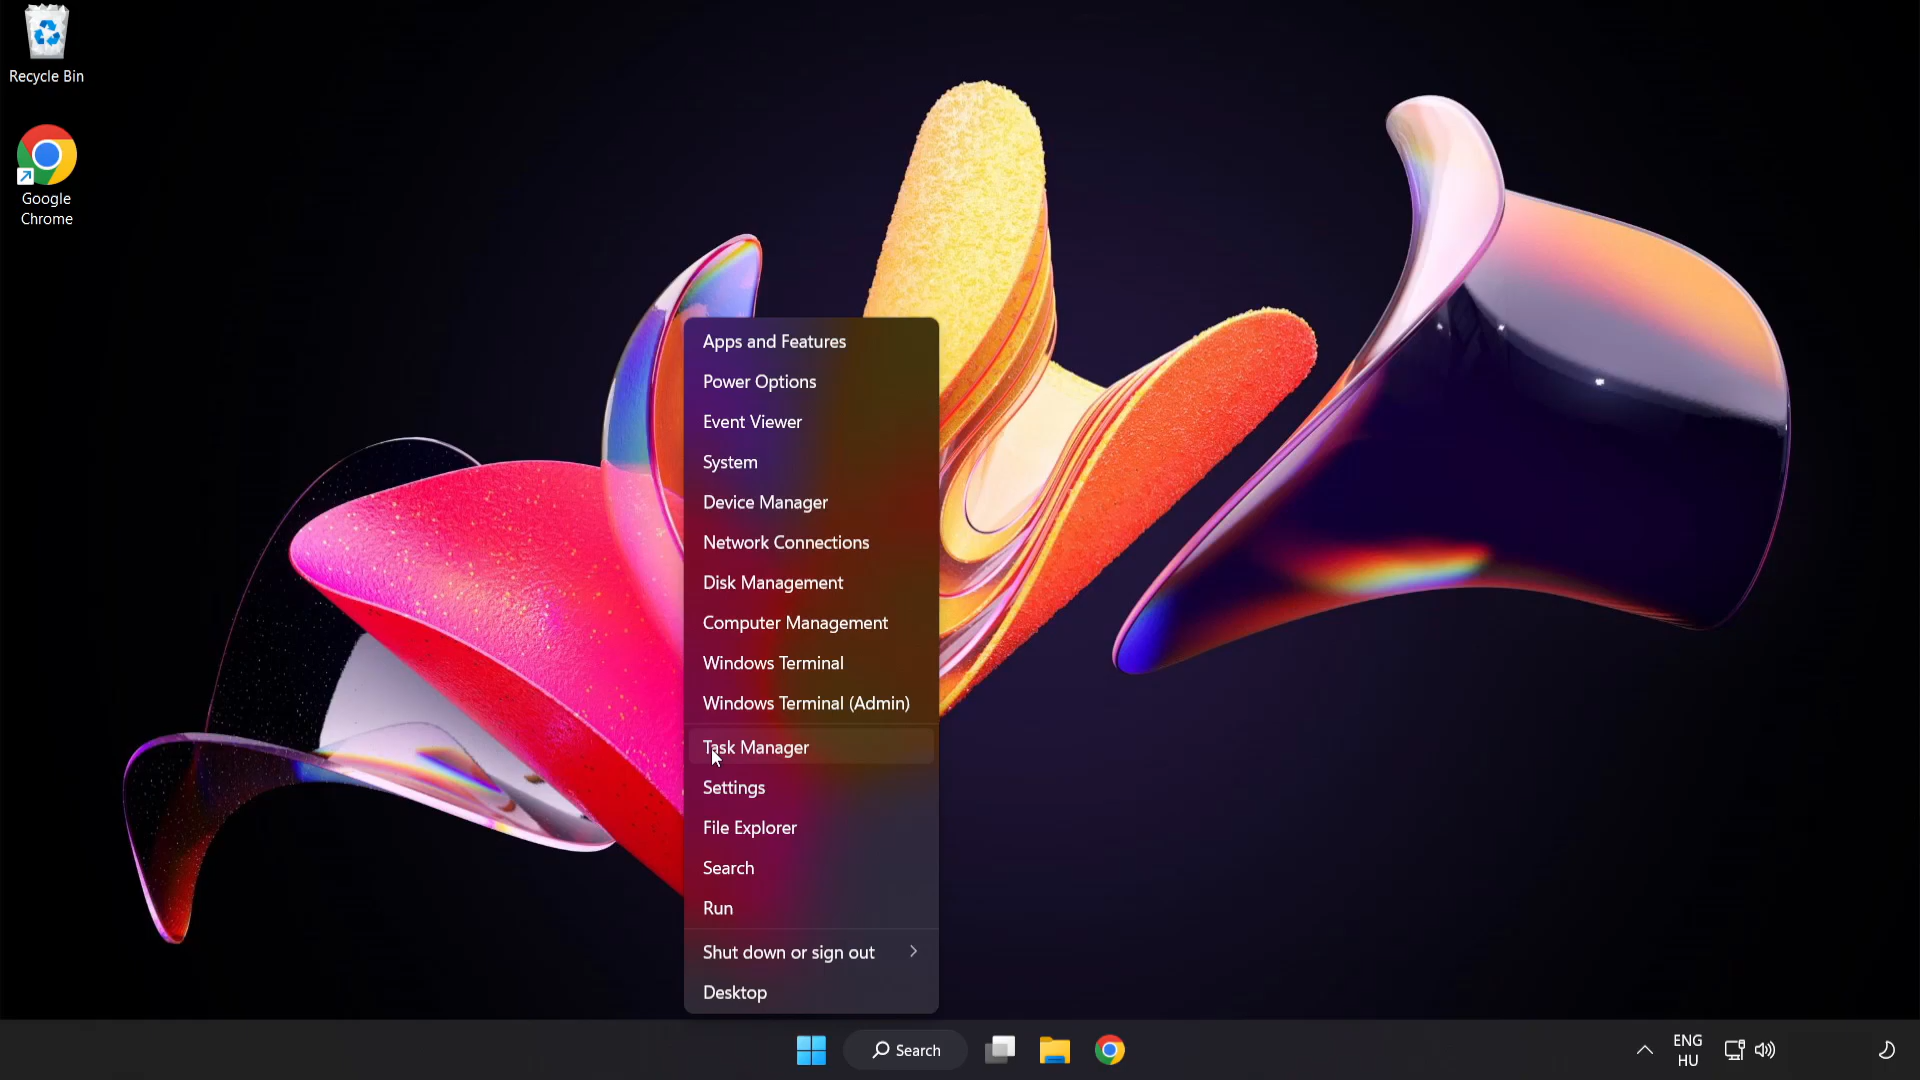 Recycle Bin
Google
Chrome
Apps and Features
Power Options
Event Viewer
System
Device Manager
Network Connections
Disk Management
Computer Management
Windows Terminal
Windows Terminal (Admin)
Task Manager
Settings
File Explorer
Search
Run
Shut down or sign out
Desktop
Search
ENG
HU